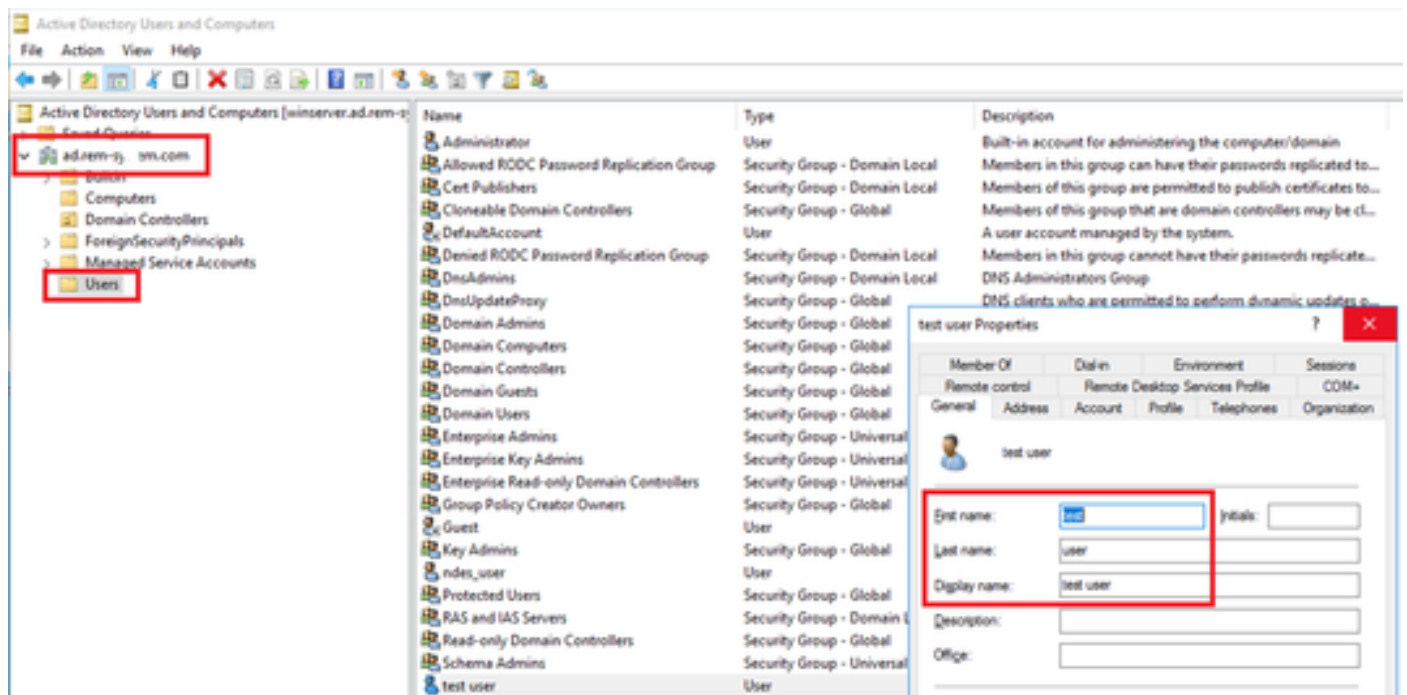 Active Directory Users and Computers
File Action View Help
Active Directory Users and Computers [winserver.ad.rem-s
Saved Queries
ad.rem-sy em.com
Builtin
Computers
Domain Controllers
ForeignSecurityPrincipals
Managed Service Accounts
Users
Name Type Description
Administrator User Built-in account for administering the computer/domain
Allowed RODC Password Replication Group Security Group - Domain Local Members in this group can have their passwords replicated to...
Cert Publishers Security Group - Domain Local Members of this group are permitted to publish certificates to...
Cloneable Domain Controllers Security Group - Global Members of this group that are domain controllers may be cl...
DefaultAccount User A user account managed by the system.
Denied RODC Password Replication Group Security Group - Domain Local Members in this group cannot have their passwords replicate...
DnsAdmins Security Group - Domain Local DNS Administrators Group
DnsUpdateProxy Security Group - Global DNS clients who are permitted to perform dynamic updates o...
Domain Admins Security Group - Global
Domain Computers Security Group - Global
Domain Controllers Security Group - Global
Domain Guests Security Group - Global
Domain Users Security Group - Global
Enterprise Admins Security Group - Universal
Enterprise Key Admins Security Group - Universal
Enterprise Read-only Domain Controllers Security Group - Universal
Group Policy Creator Owners Security Group - Global
Guest User
Key Admins Security Group - Global
ndes_user User
Protected Users Security Group - Global
RAS and IAS Servers Security Group - Domain L
Read-only Domain Controllers Security Group - Global
Schema Admins Security Group - Universal
test user User
test user Properties ?
Member Of Dial-in Environment Sessions
Remote control Remote Desktop Services Profile COM+
General Address Account Profile Telephones Organization
test user
First name: test Initials:
Last name: user
Display name: test user
Description:
Office: